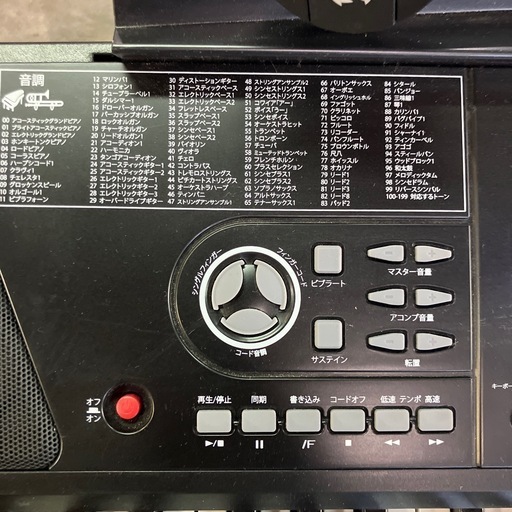 音調
00 アコースティックグランドピアノ
01 ブライトアコースティックピアノ
02 エレクトリックグランドピアノ
03 ホンキートンクピアノ
04 ロードピアノ
05 コーラスピアノ
06 ハープシコード1
07 クラヴィ1
08 チェレスタ1
09 グロッケンスピール
10 オルゴール1
11 ビブラフォーン
12 マリンバ1
13 シロフォン
14 チューブラーベル1
15 ダルシマー1
16 ドローバーオルガン
17 パーカッシブオルガン
18 ロックオルガン
19 チャーチオルガン
20 リードオルガン
21 アコーディオン1
22 ハーモニカ
23 タンゴアコーディオン
24 アコースティックギター1
25 アコースティックギター2
26 エレクトリックギター1
27 エレクトリックギター2
28 エレクトリックギター3
29 オーバードライブギター
30 ディストーションギター
31 アコースティックベース
32 エレクトリックベース1
33 エレクトリックベース2
34 フレットレスベース
35 スラップベース1
36 スラップベース2
37 シンセベース1
38 シンセベース2
39 バイオリン
40 ヴィオラ
41 チェロ
42 コントラバス
43 トレモロストリングス
44 ピチカートストリングス
45 オーケストラハープ
46 ティンパニ
47 ストリングアンサンブル1
48 ストリングアンサンブル2
49 シンセストリングス1
50 シンセストリングス2
51 コワイア「アー」
52 ボイス「ラー」
53 シンセボイス
54 オーケストラヒット
55 トランペット
56 トロンボーン
57 チューバ
58 ミュートドトランペット
59 フレンチホルン
60 ブラスセレクション
61 シンセブラス1
62 シンセブラス2
63 ソプラノサックス
64 アルトサックス
65 テナーサックス
66 バリトンサックス
67 オーボエ
68 イングリッシュホルン
69 ファゴット
70 クラリネット
71 ピッコロ
72 フルート
73 リコーダー
74 パンフルート
75 ボトルブロー
76 尺八
77 ホイッスル
78 オカリナ
79 リード1
80 リード2
81 リード3
82 リード8
83 パッド2
84 シタール
85 バンジョー
86 三味線1
87 琴1
88 カリンバ1
89 バグパイプ1
90 フィドル
91 シャーナイ1
92 ティンカーベル
93 アゴゴ
94 スティールパン
95 ウッドブロック1
96 和太鼓
97 メロディックタム
98 シンセドラム
99 リバースシンバル
100-199 対応するトーン
シングルフィンガー
フィンガーコード
コード音調
ビブラート
サステイン
マスター音量
アコンプ音量
転置
オフ
オン
再生/停止
同期
書き込み
コードオフ
低速 テンポ 高速
/F
キーボー